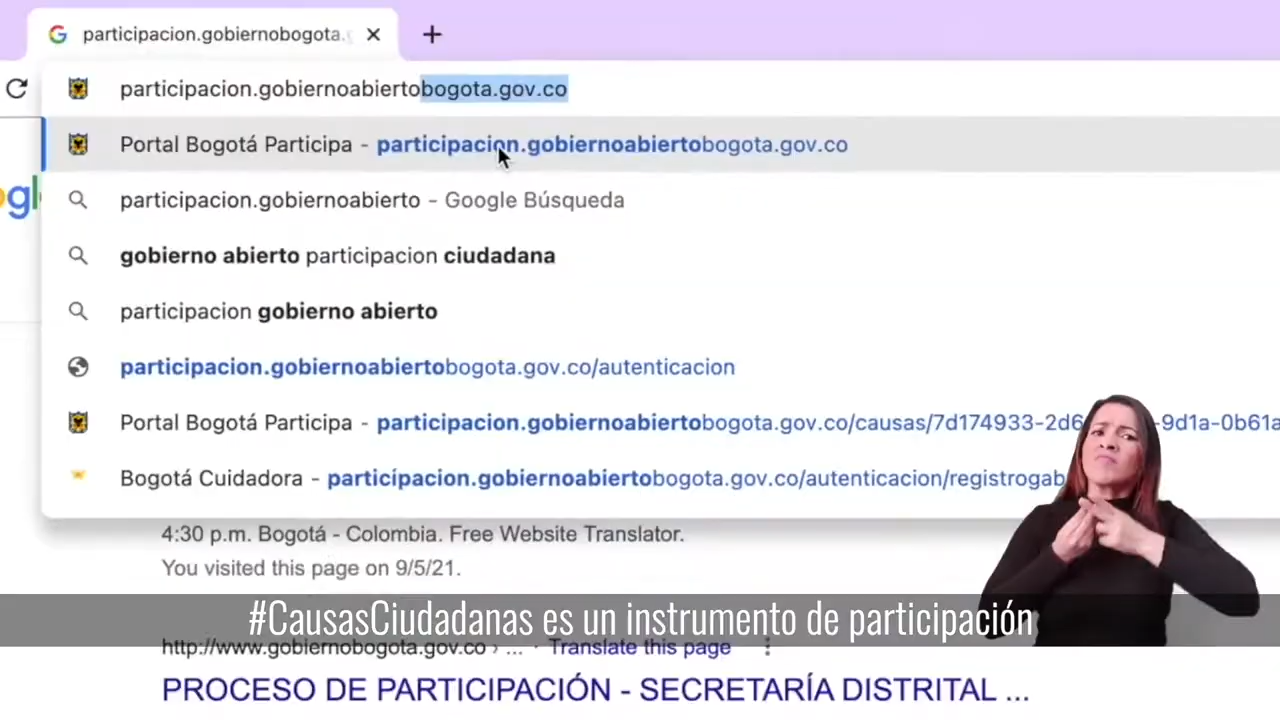 participacion.gobiernobogota.g
participacion.gobiernoabiertobogota.gov.co
Portal Bogotá Participa - participacion.gobiernoabiertobogota.gov.co
participacion.gobiernoabierto - Google Búsqueda
gobierno abierto participacion ciudadana
participacion gobierno abierto
participacion.gobiernoabiertobogota.gov.co/autenticacion
Portal Bogotá Participa - participacion.gobiernoabiertobogota.gov.co/causas/7d174933-2d6 -9d1a-0b61a
Bogotá Cuidadora - participacion.gobiernoabiertobogota.gov.co/autenticacion/registrogab
4:30 p.m. Bogotá - Colombia. Free Website Translator.
You visited this page on 9/5/21.
#CausasCiudadanas es un instrumento de participación
http://www.gobiernobogota.gov.co › ... · Translate this page
PROCESO DE PARTICIPACIÓN - SECRETARÍA DISTRITAL ...